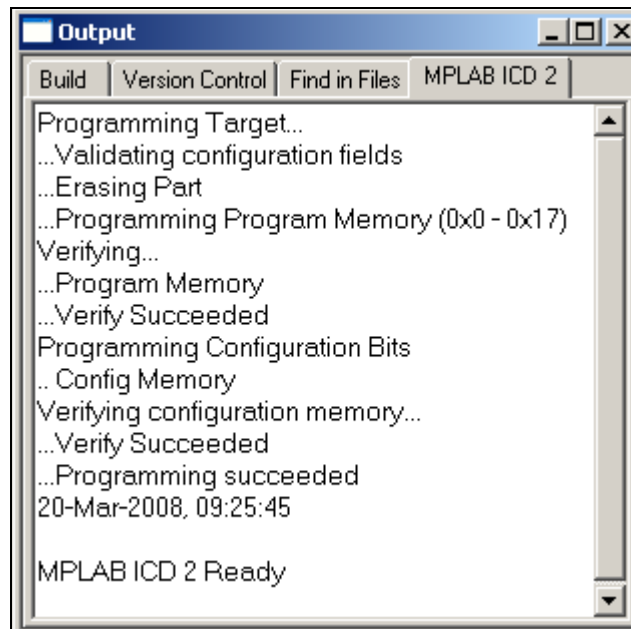 Output
Build Version Control Find in Files MPLAB ICD 2
Programming Target...
...Validating configuration fields
...Erasing Part
...Programming Program Memory (0x0 - 0x17)
Verifying...
...Program Memory
...Verify Succeeded
Programming Configuration Bits
.. Config Memory
Verifying configuration memory...
...Verify Succeeded
...Programming succeeded
20-Mar-2008, 09:25:45
MPLAB ICD 2 Ready